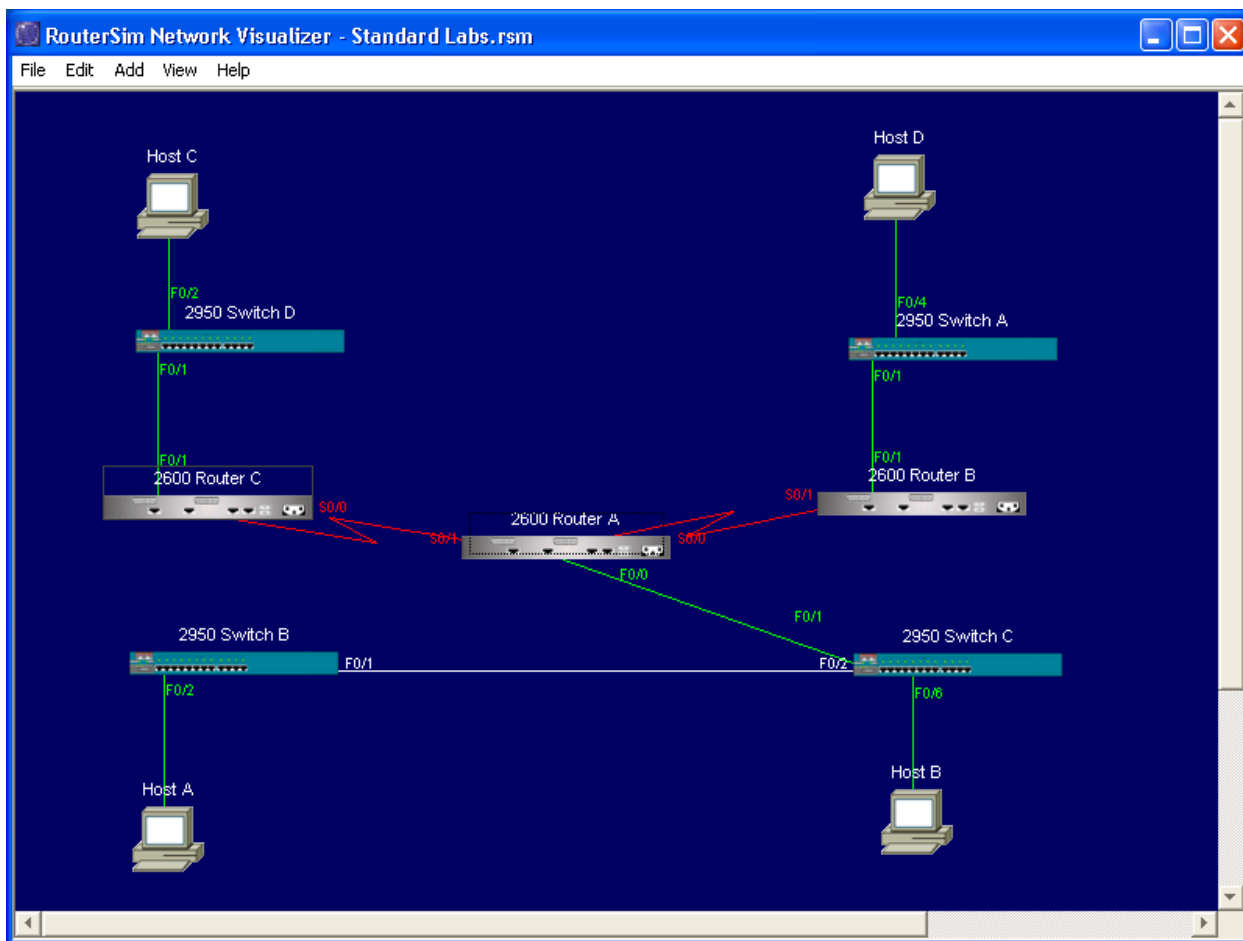 RouterSim Network Visualizer - Standard Labs.rsm
File Edit Add View Help
Host C
Host D
F0/2
2950 Switch D
F0/4
2950 Switch A
F0/1
F0/1
F0/1
2600 Router C
F0/1
2600 Router B
S0/0
S0/1
2600 Router A
S0/1
S0/0
F0/0
F0/1
2950 Switch B
2950 Switch C
F0/1
F0/2
F0/2
F0/6
Host A
Host B